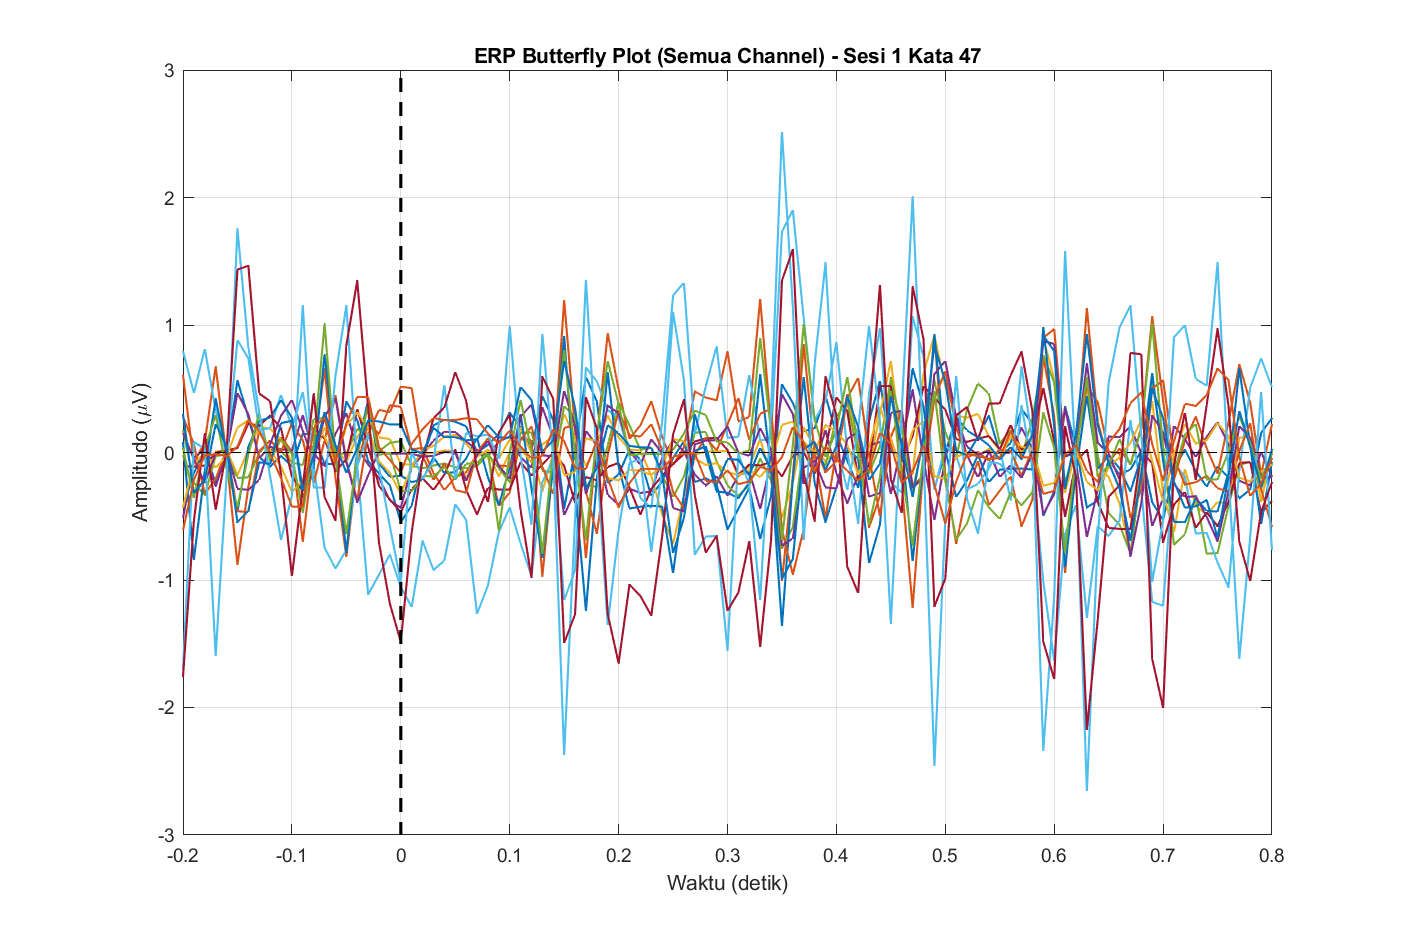 ERP Butterfly Plot (Semua Channel) - Sesi 1 Kata 47
3
2
1
0
-1
-2
-3
Amplitudo (μV)
-0.2 -0.1 0 0.1 0.2 0.3 0.4 0.5 0.6 0.7 0.8
Waktu (detik)